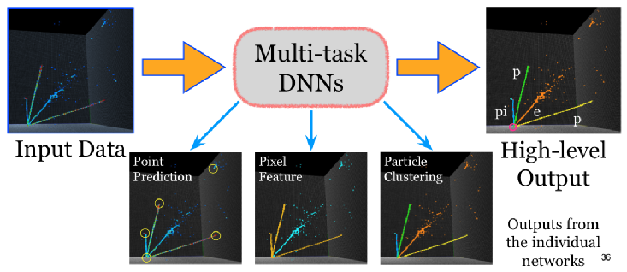 Multi-task
DNNs
Input Data
p
pi
e
p
High-level
Output
Point
Prediction
Pixel
Feature
Particle
Clustering
Outputs from
the individual
networks